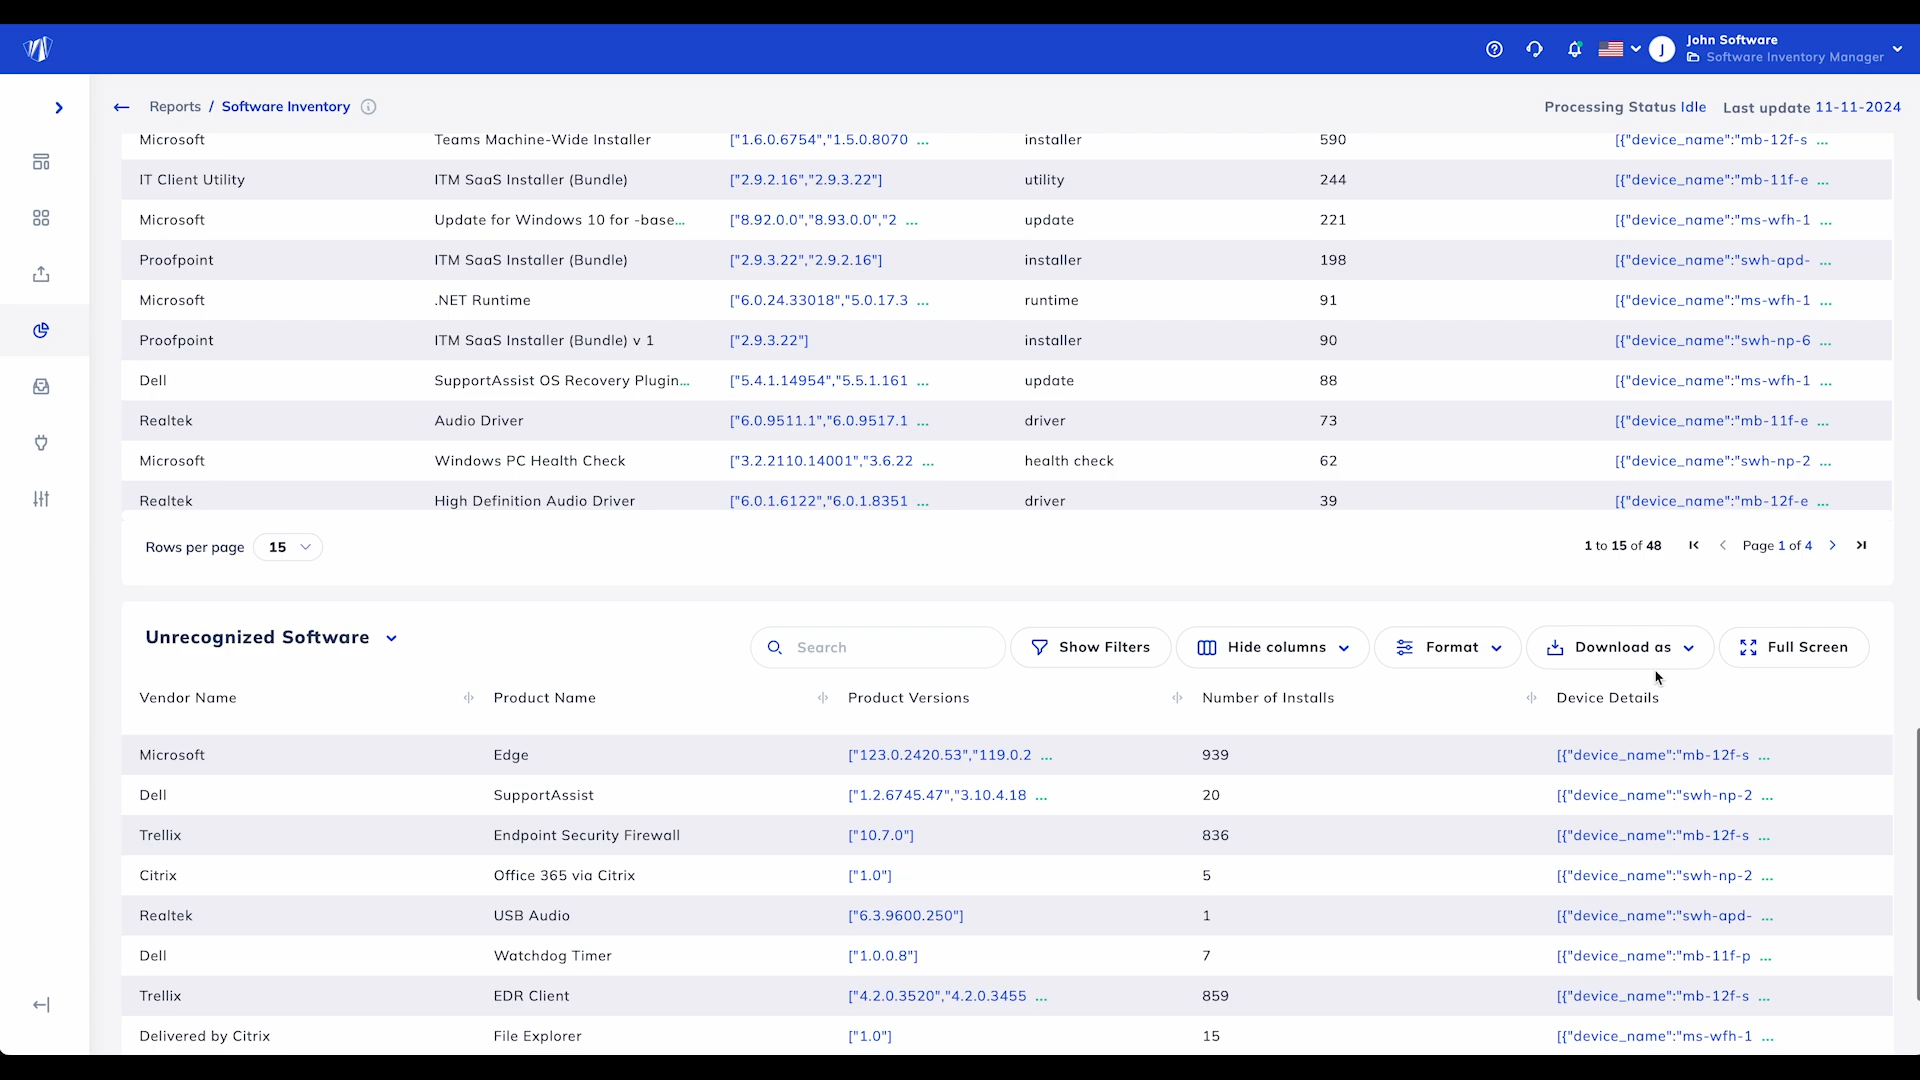 John Software
Software Inventory Manager
J
Reports / Software Inventory
Processing Status Idle Last update 11-11-2024
Microsoft Teams Machine-Wide Installer ["1.6.0.6754","1.5.0.8070 ... installer 590 [{"device_name":"mb-12f-s ...
IT Client Utility ITM SaaS Installer (Bundle) ["2.9.2.16","2.9.3.22"] utility 244 [{"device_name":"mb-11f-e ...
Microsoft Update for Windows 10 for -base... ["8.92.0.0","8.93.0.0","2 ... update 221 [{"device_name":"ms-wfh-1 ...
Proofpoint ITM SaaS Installer (Bundle) ["2.9.3.22","2.9.2.16"] installer 198 [{"device_name":"swh-apd- ...
Microsoft .NET Runtime ["6.0.24.33018","5.0.17.3 ... runtime 91 [{"device_name":"ms-wfh-1 ...
Proofpoint ITM SaaS Installer (Bundle) v 1 ["2.9.3.22"] installer 90 [{"device_name":"swh-np-6 ...
Dell SupportAssist OS Recovery Plugin... ["5.4.1.14954","5.5.1.161 ... update 88 [{"device_name":"ms-wfh-1 ...
Realtek Audio Driver ["6.0.9511.1","6.0.9517.1 ... driver 73 [{"device_name":"mb-11f-e ...
Microsoft Windows PC Health Check ["3.2.2110.14001","3.6.22 ... health check 62 [{"device_name":"swh-np-2 ...
Realtek High Definition Audio Driver ["6.0.1.6122","6.0.1.8351 ... driver 39 [{"device_name":"mb-12f-e ...
Rows per page 15 1 to 15 of 48 Page 1 of 4
Unrecognized Software Search Show Filters Hide columns Format Download as Full Screen
Vendor Name Product Name Product Versions Number of Installs Device Details
Microsoft Edge ["123.0.2420.53","119.0.2 ... 939 [{"device_name":"mb-12f-s ...
Dell SupportAssist ["1.2.6745.47","3.10.4.18 ... 20 [{"device_name":"swh-np-2 ...
Trellix Endpoint Security Firewall ["10.7.0"] 836 [{"device_name":"mb-12f-s ...
Citrix Office 365 via Citrix ["1.0"] 5 [{"device_name":"swh-np-2 ...
Realtek USB Audio ["6.3.9600.250"] 1 [{"device_name":"swh-apd- ...
Dell Watchdog Timer ["1.0.0.8"] 7 [{"device_name":"mb-11f-p ...
Trellix EDR Client ["4.2.0.3520","4.2.0.3455 ... 859 [{"device_name":"mb-12f-s ...
Delivered by Citrix File Explorer ["1.0"] 15 [{"device_name":"ms-wfh-1 ...